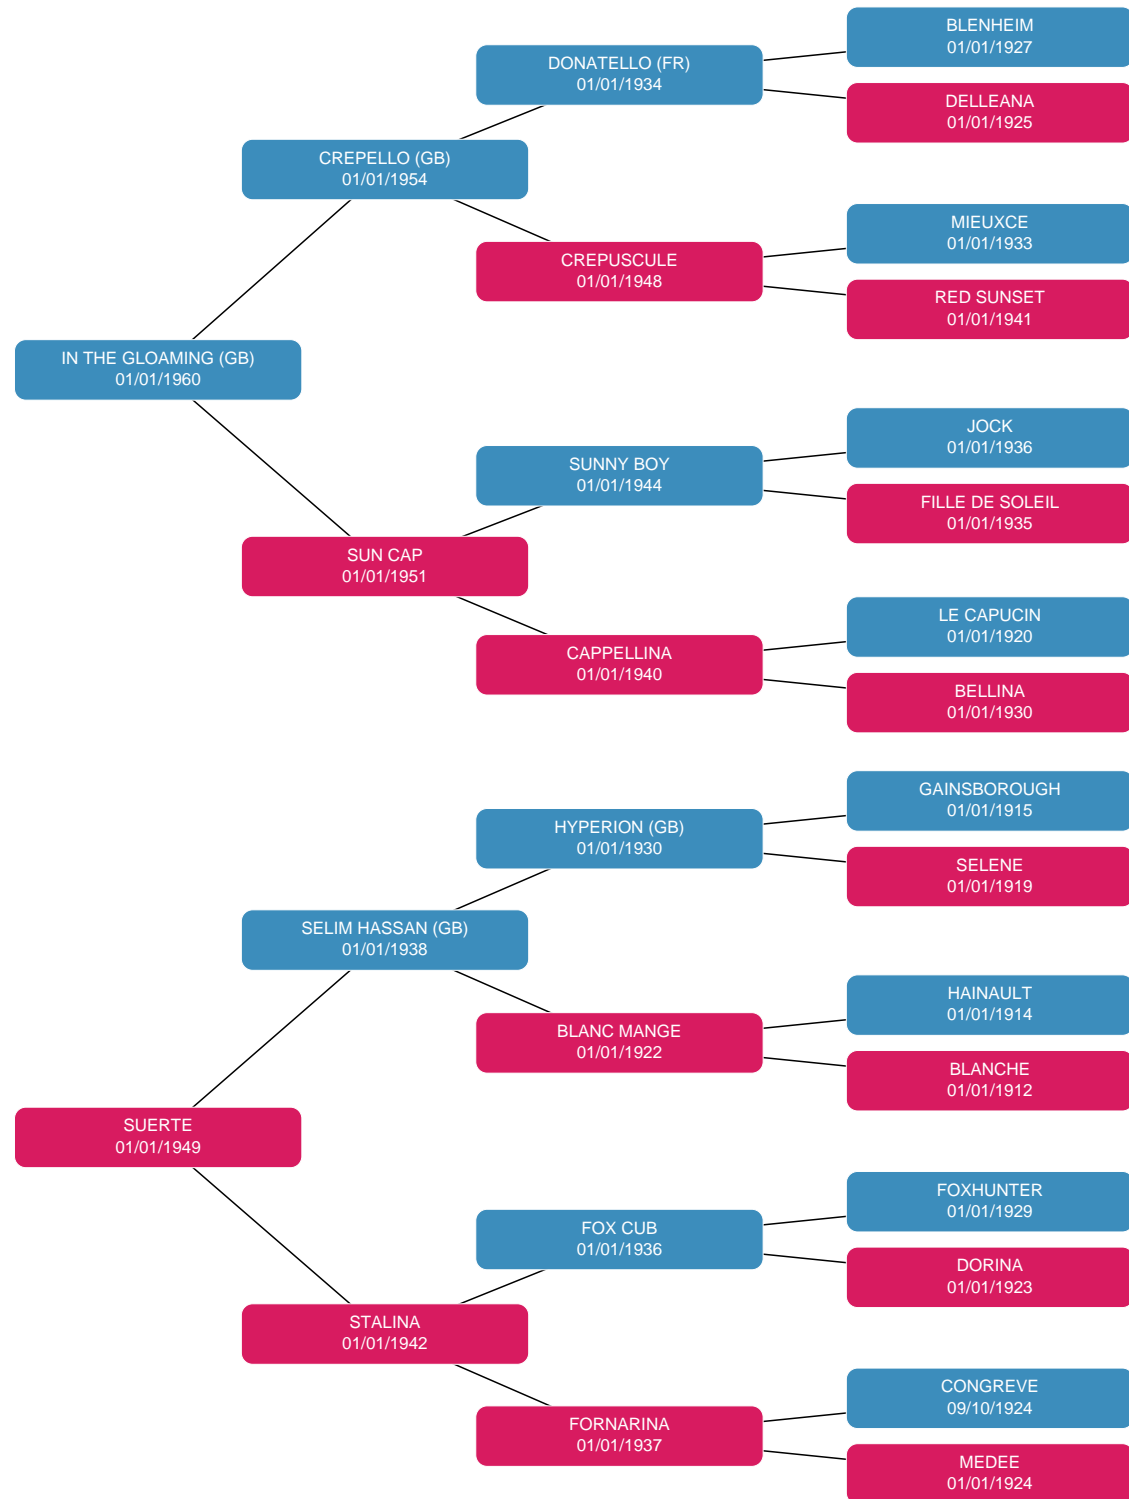 BLENHEIM
01/01/1927
DONATELLO (FR)
01/01/1934
DELLEANA
01/01/1925
CREPELLO (GB)
01/01/1954
MIEUXCE
01/01/1933
CREPUSCULE
01/01/1948
RED SUNSET
01/01/1941
IN THE GLOAMING (GB)
01/01/1960
JOCK
01/01/1936
SUNNY BOY
01/01/1944
FILLE DE SOLEIL
01/01/1935
SUN CAP
01/01/1951
LE CAPUCIN
01/01/1920
CAPPELLINA
01/01/1940
BELLINA
01/01/1930
GAINSBOROUGH
01/01/1915
HYPERION (GB)
01/01/1930
SELENE
01/01/1919
SELIM HASSAN (GB)
01/01/1938
HAINAULT
01/01/1914
BLANC MANGE
01/01/1922
BLANCHE
01/01/1912
SUERTE
01/01/1949
FOXHUNTER
01/01/1929
FOX CUB
01/01/1936
DORINA
01/01/1923
STALINA
01/01/1942
CONGREVE
09/10/1924
FORNARINA
01/01/1937
MEDEE
01/01/1924